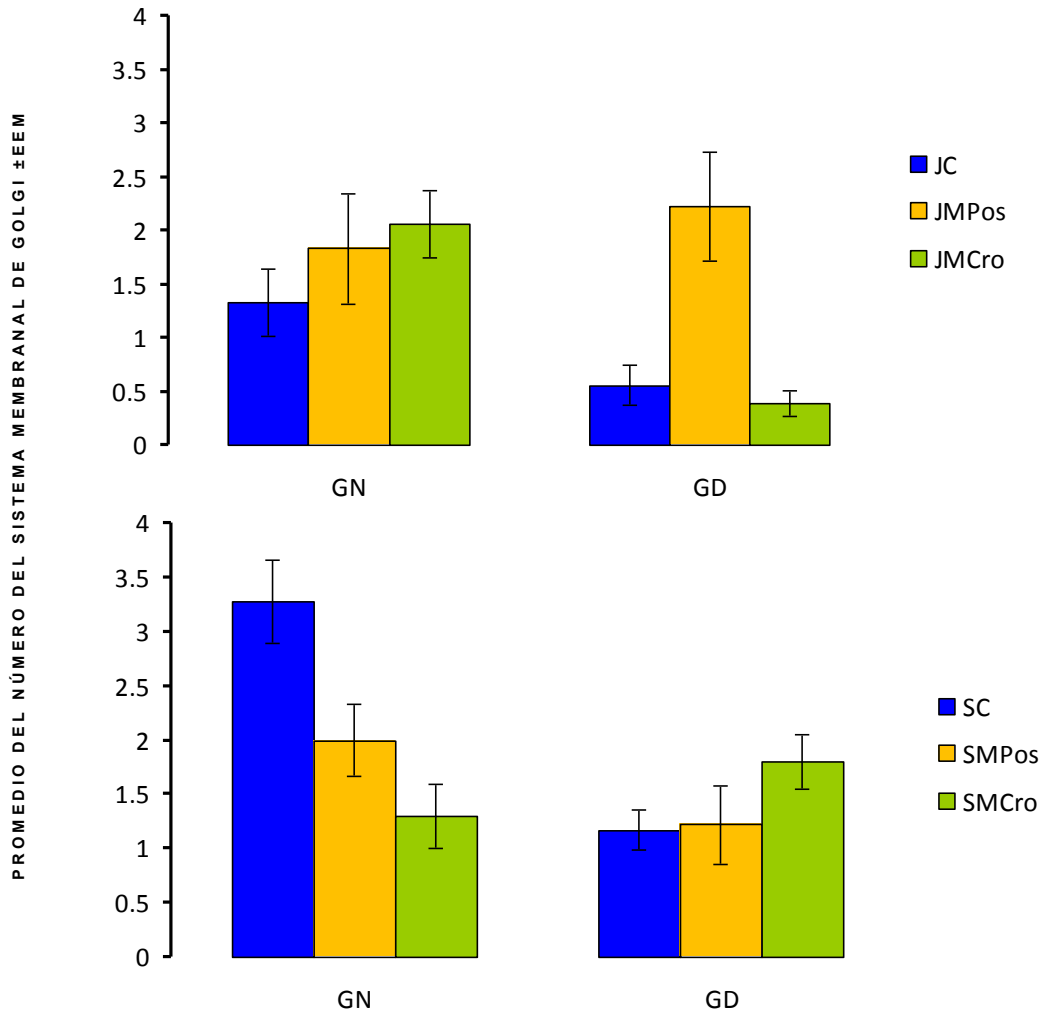 PROMEDIO DEL NÚMERO DEL SISTEMA MEMBRANAL DE GOLGI ±EEM
4
3.5
3
2.5
2
1.5
1
0.5
0
GN
GD
JC
JMPos
JMCro
4
3.5
3
2.5
2
1.5
1
0.5
0
GN
GD
SC
SMPos
SMCro